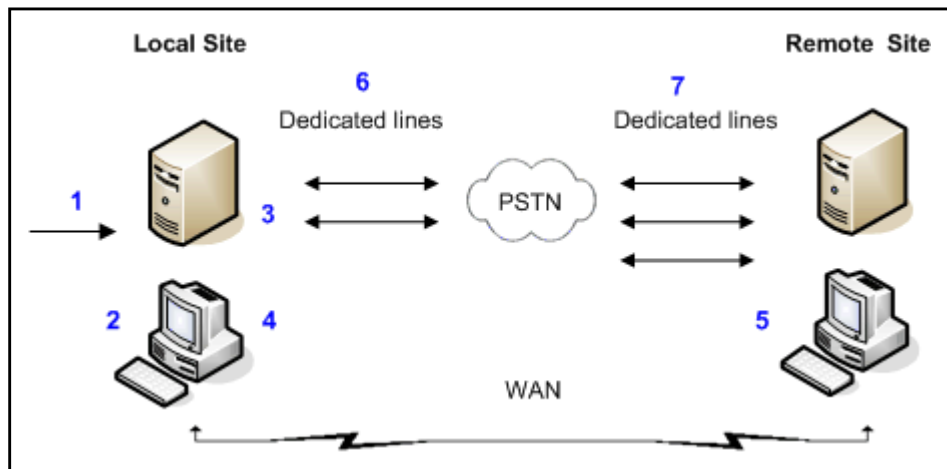 Local Site
Remote Site
6
7
Dedicated lines
Dedicated lines
1
3
PSTN
2
4
5
WAN